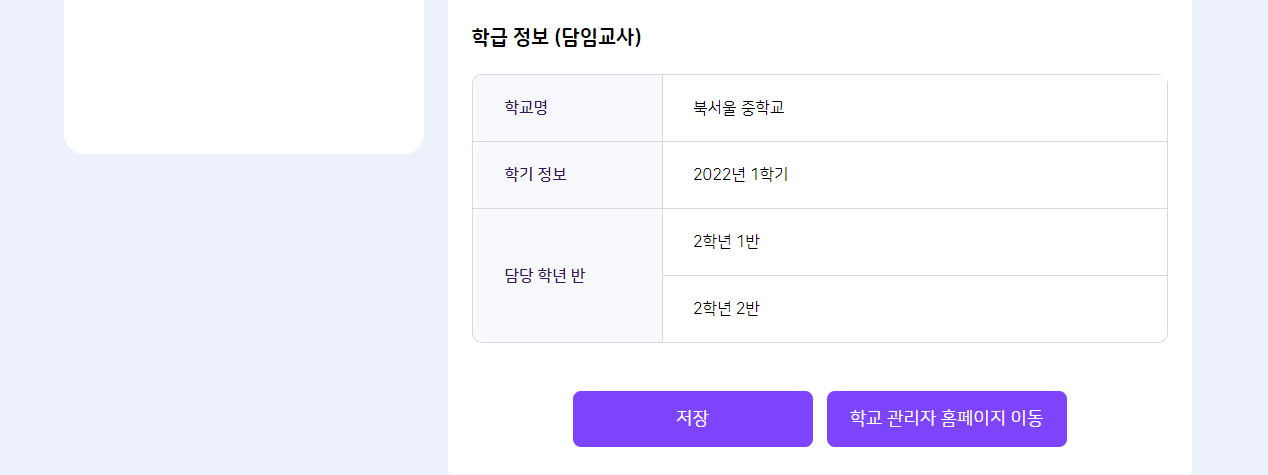 학급 정보 (담임교사)
학교명 북서울 중학교
학기 정보 2022년 1학기
2학년 1반
담당 학년 반
2학년 2반
저장 학교 관리자 홈페이지 이동